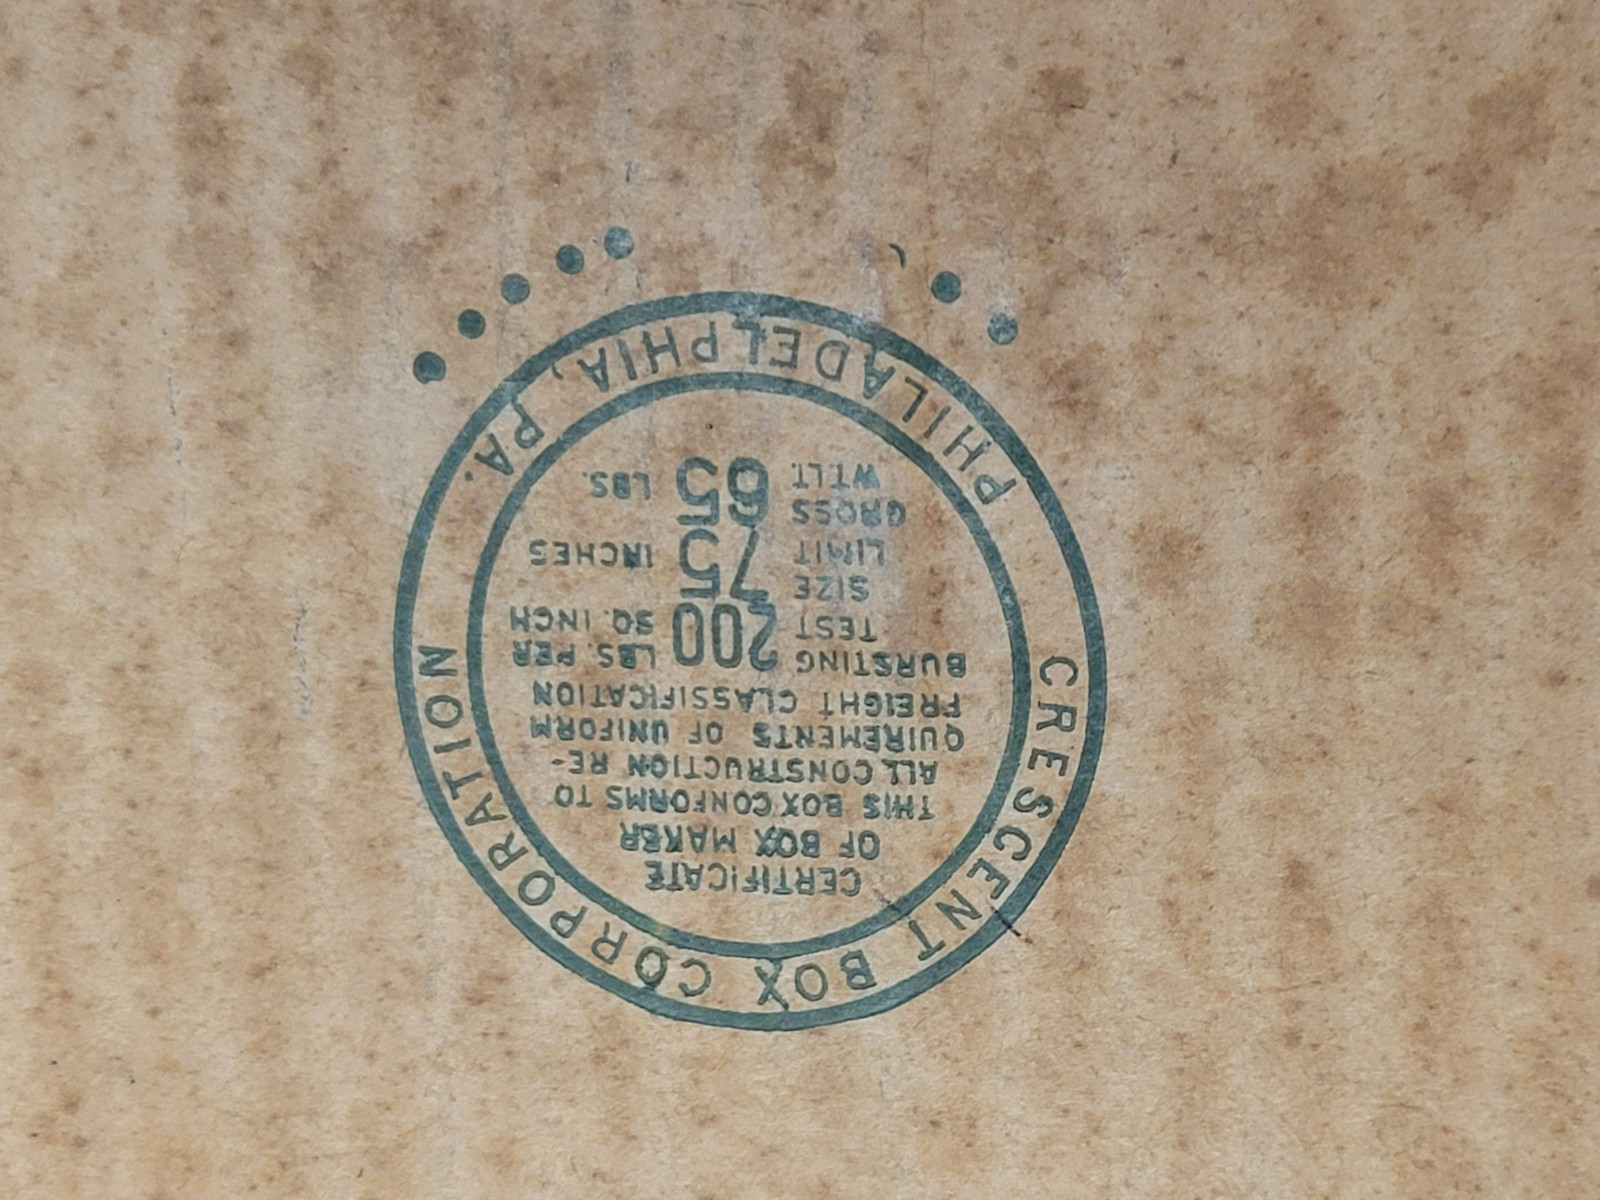 CRESCENT BOX CORPORATION
CERTIFICATE
OF BOX MAKER
THIS BOX CONFORMS TO
ALL CONSTRUCTION RE-
QUIREMENTS OF UNIFORM
FREIGHT CLASSIFICATION
BURSTING TEST 200 LBS. PER SQ. INCH
SIZE LIMIT 75 INCHES
GROSS WT. LT. 65 LBS.
PHILADELPHIA, PA.